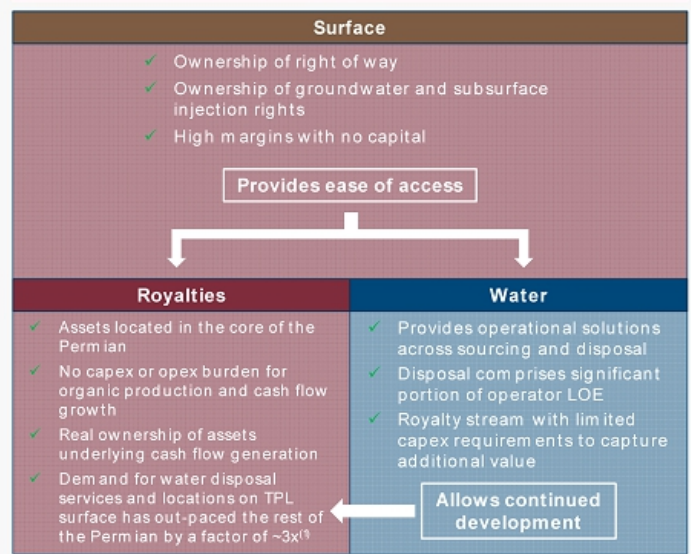 Surface
✓ Ownership of right of way
✓ Ownership of groundwater and subsurface
injection rights
✓ High margins with no capital
Provides ease of access
Royalties
✓ Assets located in the core of the
Permian
✓ No capex or opex burden for
organic production and cash flow
growth
✓ Real ownership of assets
underlying cash flow generation
✓ Demand for water disposal
services and locations on TPL
surface has out-paced the rest of
the Permian by a factor of ~3x(1)
Water
✓ Provides operational solutions
across sourcing and disposal
✓ Disposal comprises significant
portion of operator LOE
✓ Royalty stream with limited
capex requirements to capture
additional value
Allows continued
development